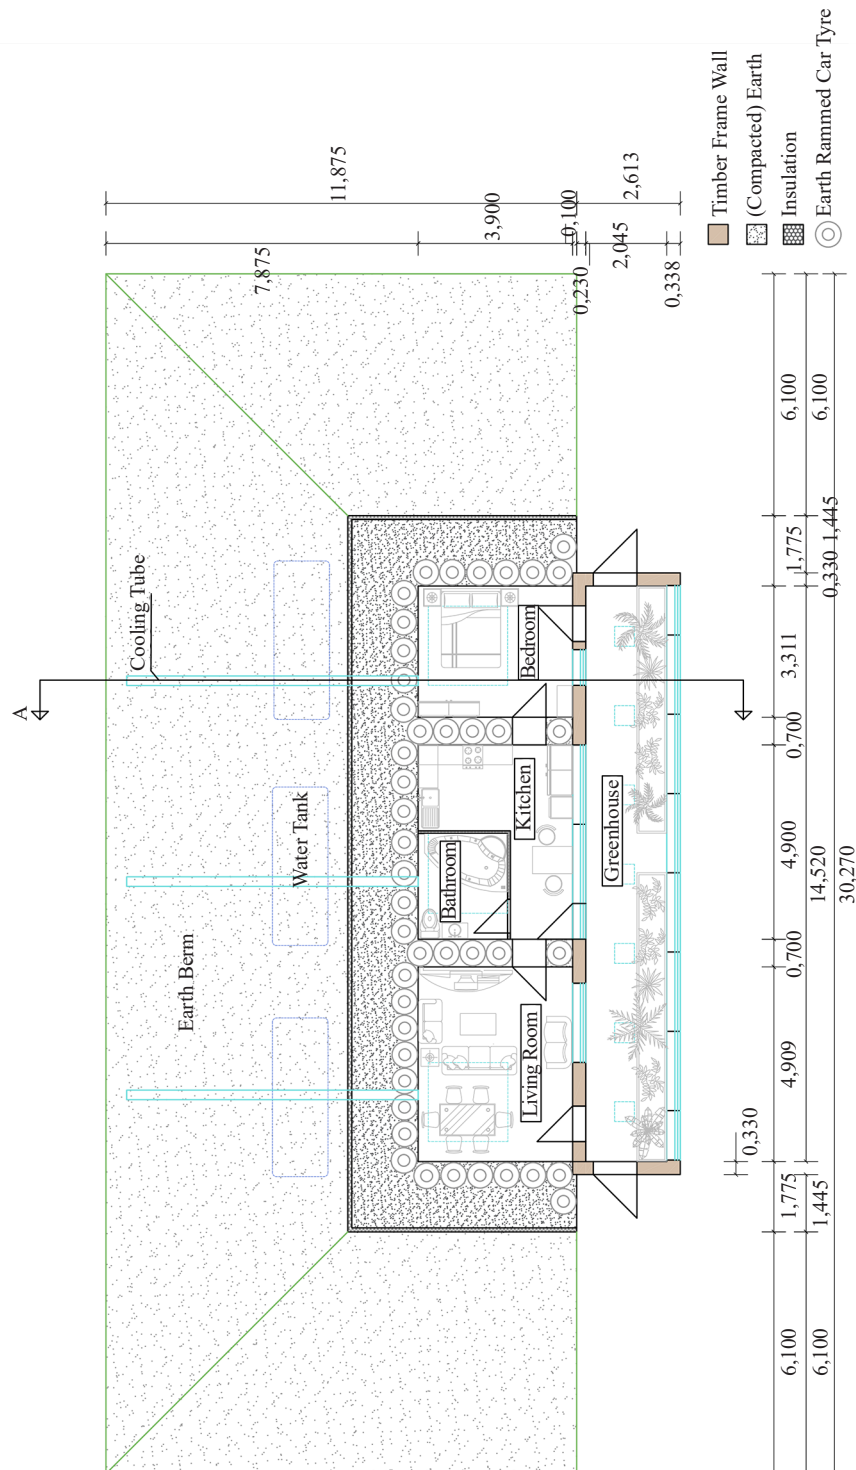 A
Cooling Tube
Water Tank
Earth Berm
Bedroom
Kitchen
Bathroom
Living Room
Greenhouse
11,875
2,613
7,875
3,900
0,100
0,230
2,045
0,338
Timber Frame Wall
(Compacted) Earth
Insulation
Earth Rammed Car Tyre
6,100
1,775
3,311
0,700
4,900
0,700
4,909
0,330
1,775
6,100
6,100
1,445
0,330
14,520
1,445
6,100
30,270